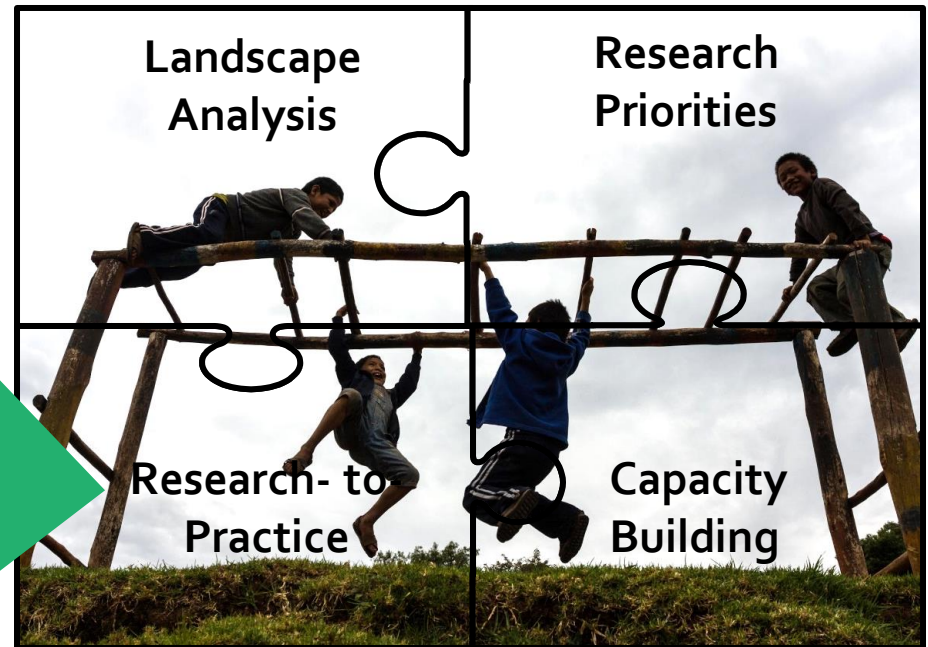 Landscape
Analysis
Research
Priorities
Research- to-
Practice
Capacity
Building